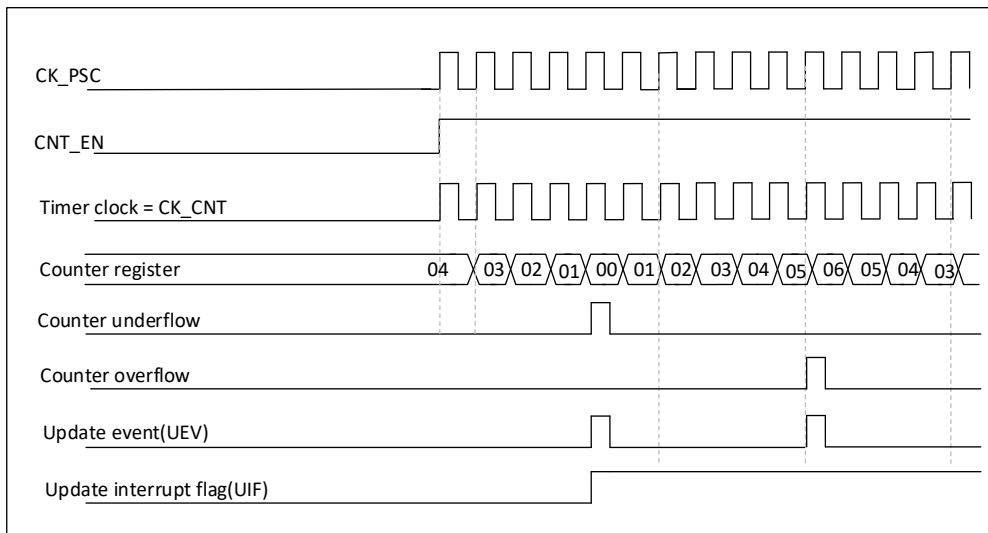 CK_PSC
CNT_EN
Timer clock = CK_CNT
Counter register 04 03 02 01 00 01 02 03 04 05 06 05 04 03
Counter underflow
Counter overflow
Update event(UEV)
Update interrupt flag(UIF)